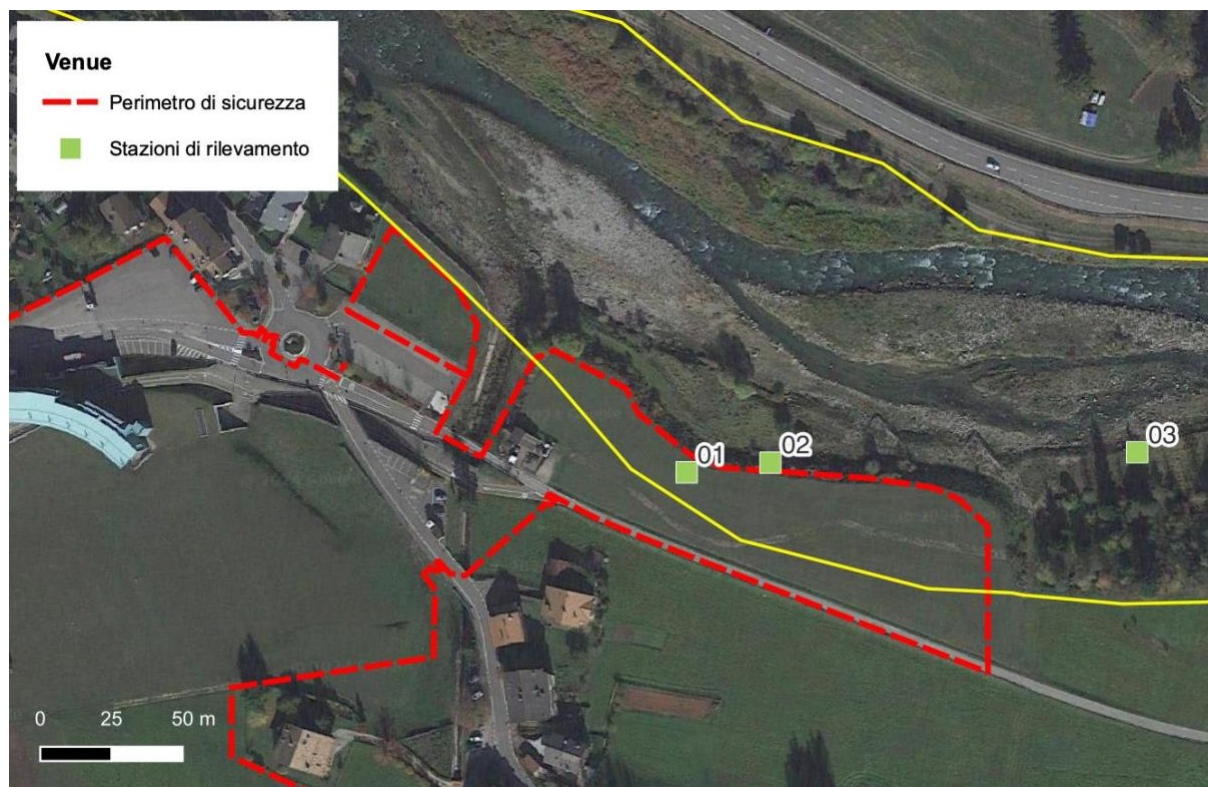 Venue
Perimetro di sicurezza
Stazioni di rilevamento
01
02
03
0 25 50 m